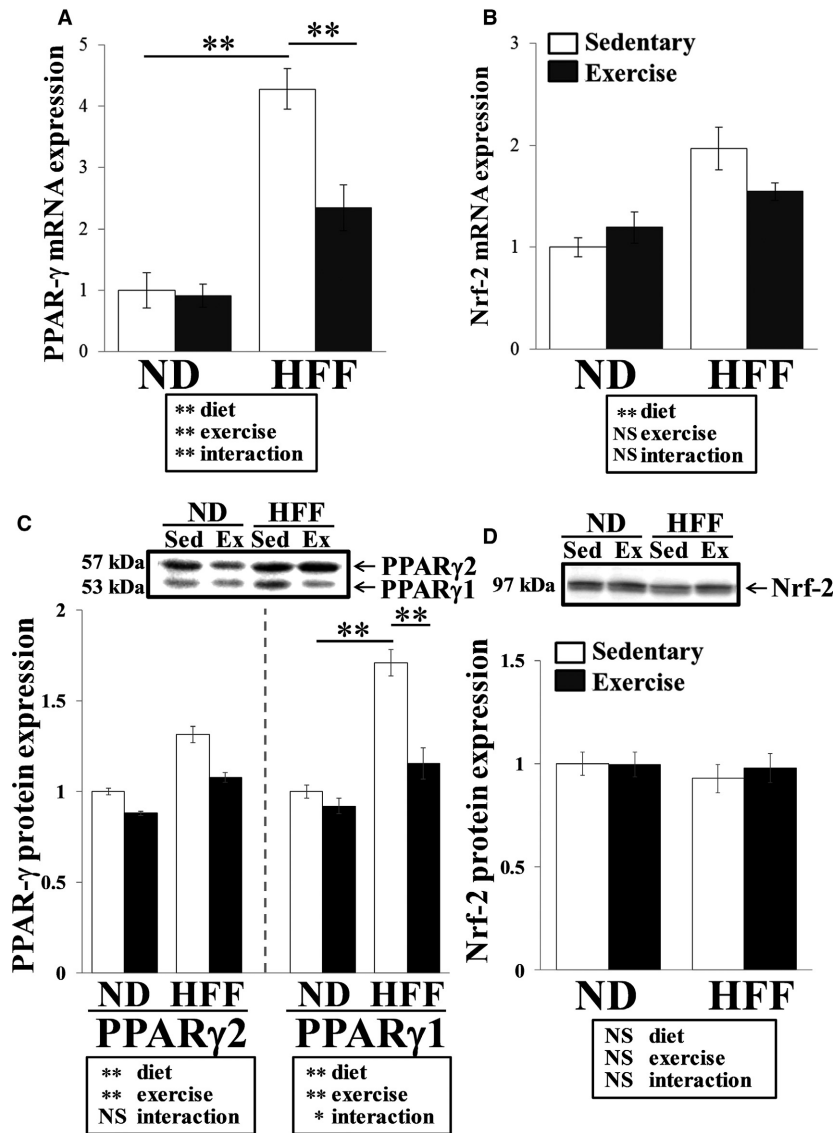 A
** **
5
4
3
2
1
0
PPAR-γ mRNA expression
ND HFF
** diet
** exercise
** interaction
B
3
2
1
0
Nrf-2 mRNA expression
Sedentary
Exercise
ND HFF
** diet
NS exercise
NS interaction
C
ND HFF
Sed Ex Sed Ex
57 kDa ←PPARγ2
53 kDa ←PPARγ1
2
1.5
1
0.5
0
PPAR-γ protein expression
** **
ND HFF ND HFF
PPARγ2 PPARγ1
** diet
** exercise
NS interaction
** diet
** exercise
* interaction
D
ND HFF
Sed Ex Sed Ex
97 kDa ←Nrf-2
1.5
1
0.5
0
Nrf-2 protein expression
Sedentary
Exercise
ND HFF
NS diet
NS exercise
NS interaction